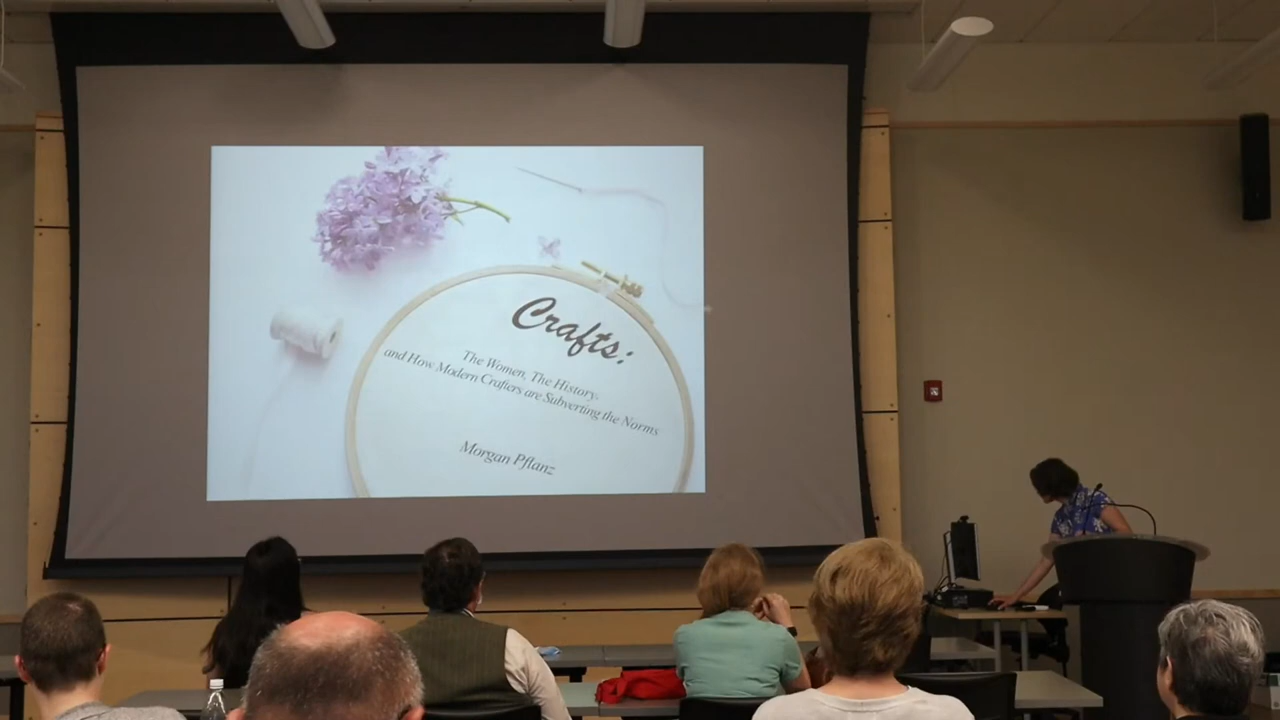 Crafts:
The Women, The History,
and How Modern Crafters are Subverting the Norms
Morgan Pflanz